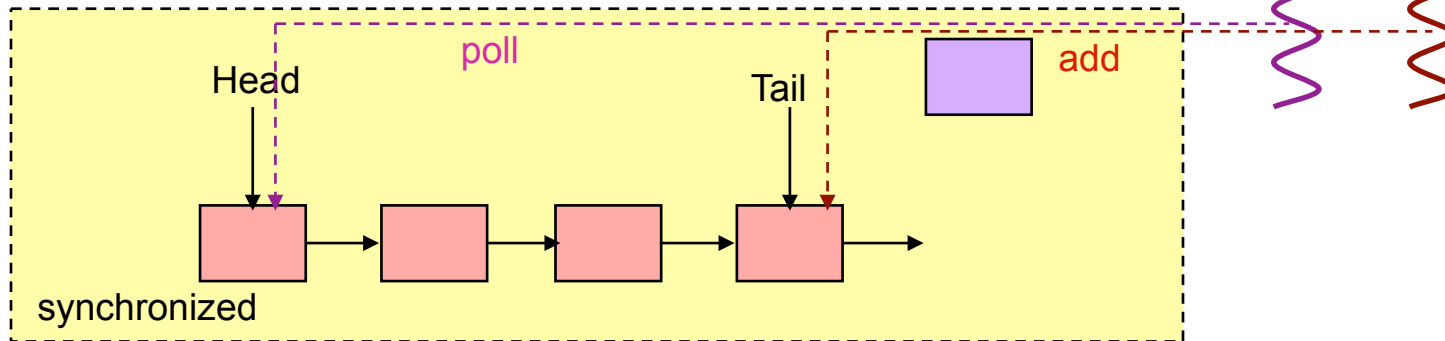 poll
add
Head
Tail
synchronized